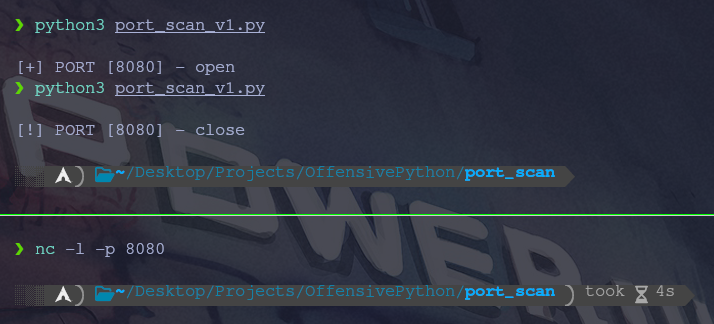 ❯ python3 port_scan_v1.py
[+] PORT [8080] - open
❯ python3 port_scan_v1.py
[!] PORT [8080] - close
~/Desktop/Projects/OffensivePython/port_scan
❯ nc -l -p 8080
~/Desktop/Projects/OffensivePython/port_scan ) took ⏳ 4s
POWER